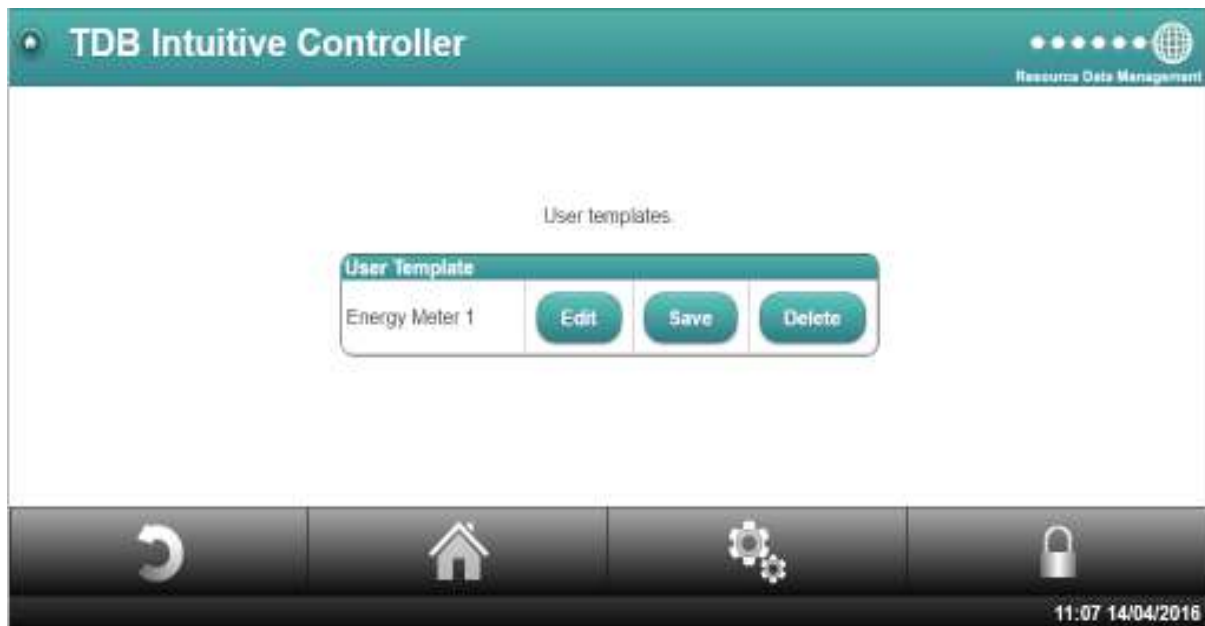 TDB Intuitive Controller
Resource Data Management
User templates.
User Template
Energy Meter 1 Edit Save Delete
11:07 14/04/2016